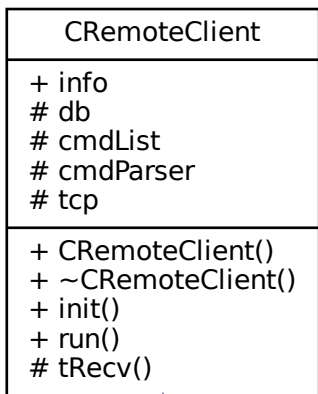 CRemoteClient
+ info
# db
# cmdList
# cmdParser
# tcp
+ CRemoteClient()
+ ~CRemoteClient()
+ init()
+ run()
# tRecv()